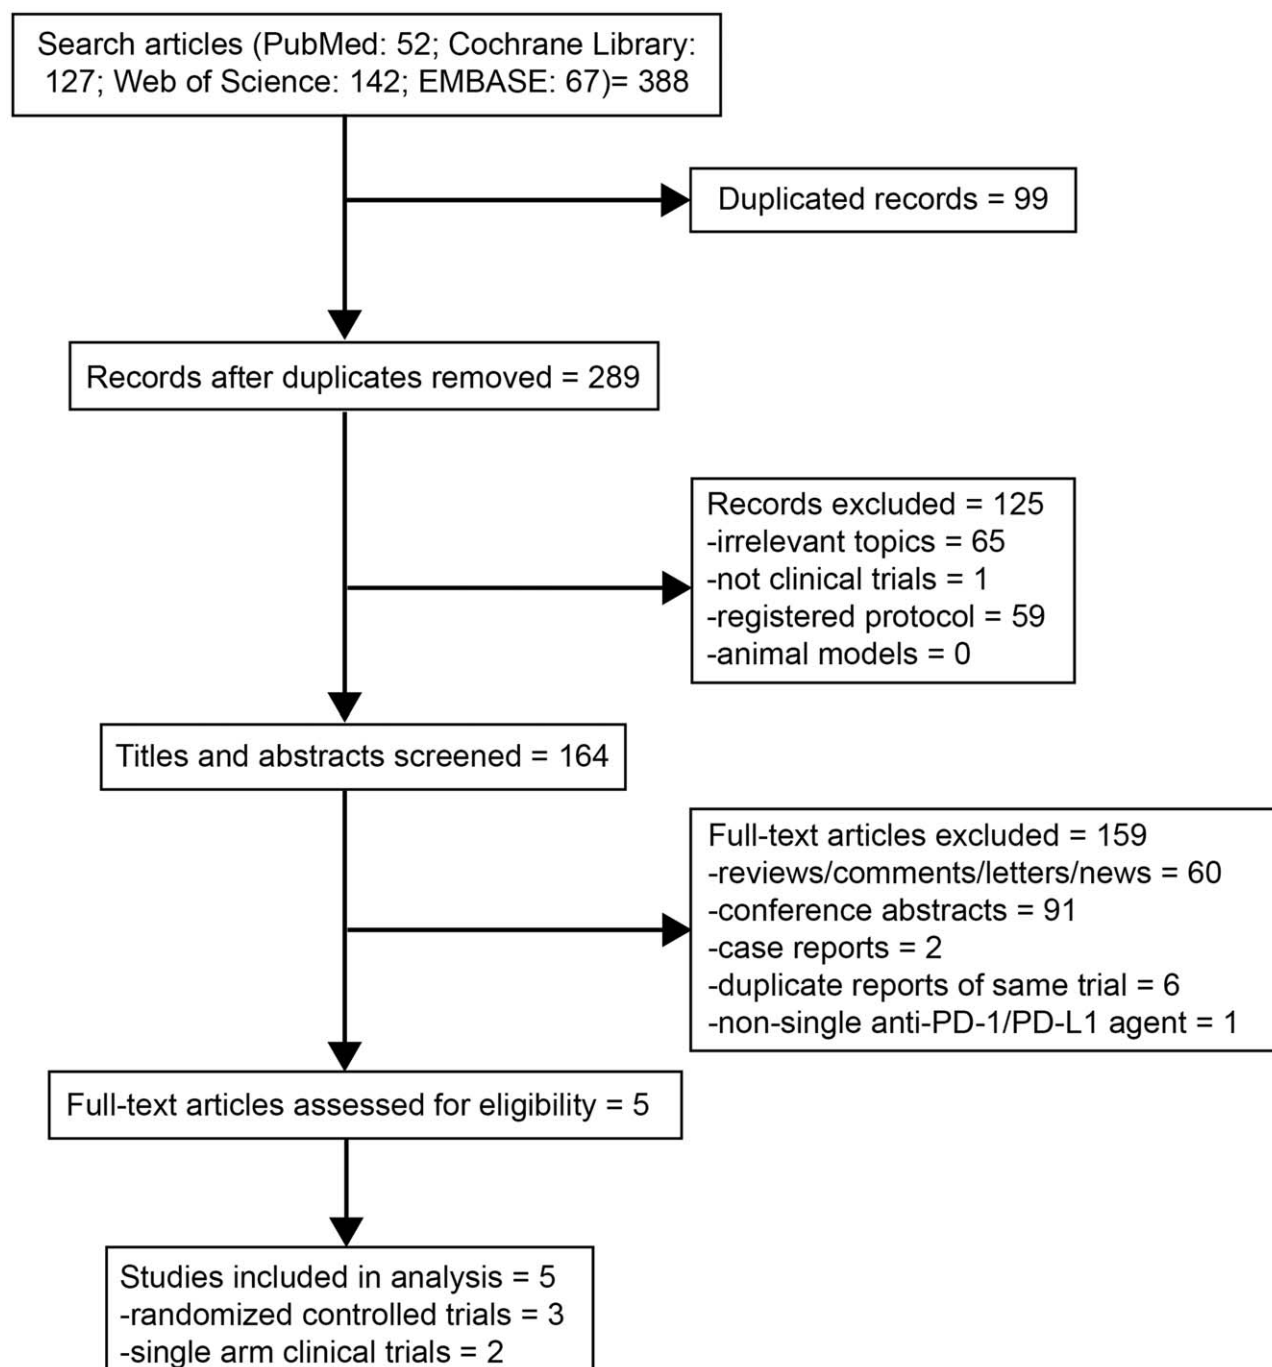 Search articles (PubMed: 52; Cochrane Library:
127; Web of Science: 142; EMBASE: 67)= 388
Duplicated records = 99
Records after duplicates removed = 289
Records excluded = 125
-irrelevant topics = 65
-not clinical trials = 1
-registered protocol = 59
-animal models = 0
Titles and abstracts screened = 164
Full-text articles excluded = 159
-reviews/comments/letters/news = 60
-conference abstracts = 91
-case reports = 2
-duplicate reports of same trial = 6
-non-single anti-PD-1/PD-L1 agent = 1
Full-text articles assessed for eligibility = 5
Studies included in analysis = 5
-randomized controlled trials = 3
-single arm clinical trials = 2